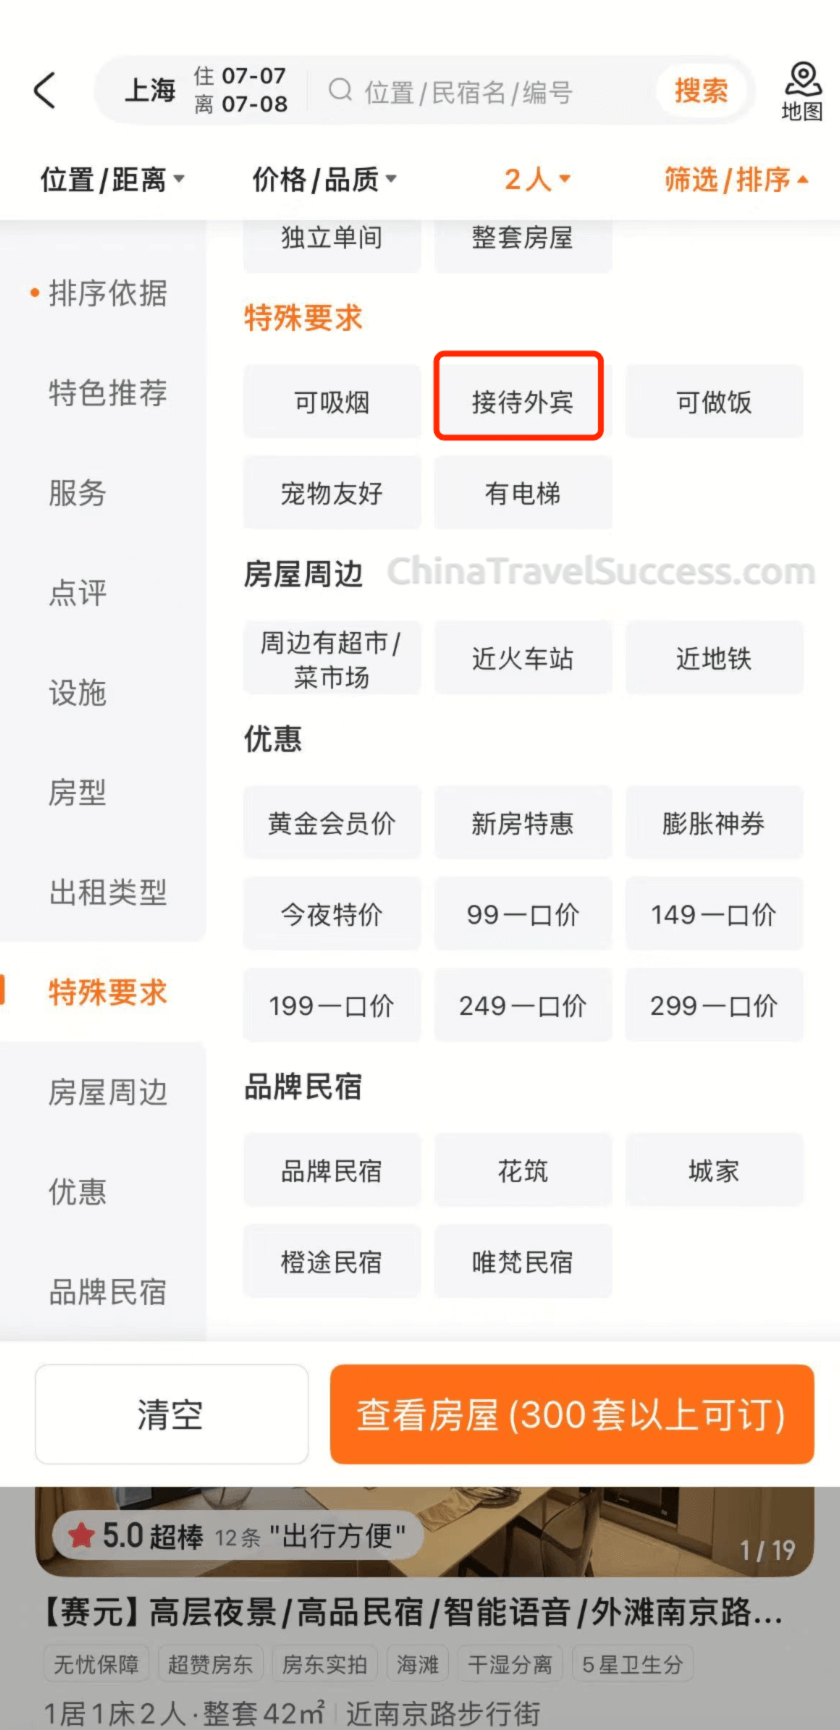 上海
住 07-07
离 07-08
位置/民宿名/编号
搜索
地图
位置/距离
价格/品质
2人
筛选/排序
独立单间
整套房屋
排序依据
特殊要求
特色推荐
可吸烟
接待外宾
可做饭
服务
宠物友好
有电梯
房屋周边
ChinaTravelSuccess.com
点评
周边有超市/
菜市场
近火车站
近地铁
设施
优惠
房型
黄金会员价
新房特惠
膨胀神券
出租类型
今夜特价
99一口价
149一口价
特殊要求
199一口价
249一口价
299一口价
房屋周边
品牌民宿
品牌民宿
花筑
城家
优惠
橙途民宿
唯梵民宿
品牌民宿
清空
查看房屋(300套以上可订)
5.0超棒 12条 "出行方便"
1/19
【赛元】高层夜景/高品民宿/智能语音/外滩南京路...
无忧保障 超赞房东 房东实拍 海滩 干湿分离 5星卫生分
1居1床2人·整套42㎡ 近南京路步行街